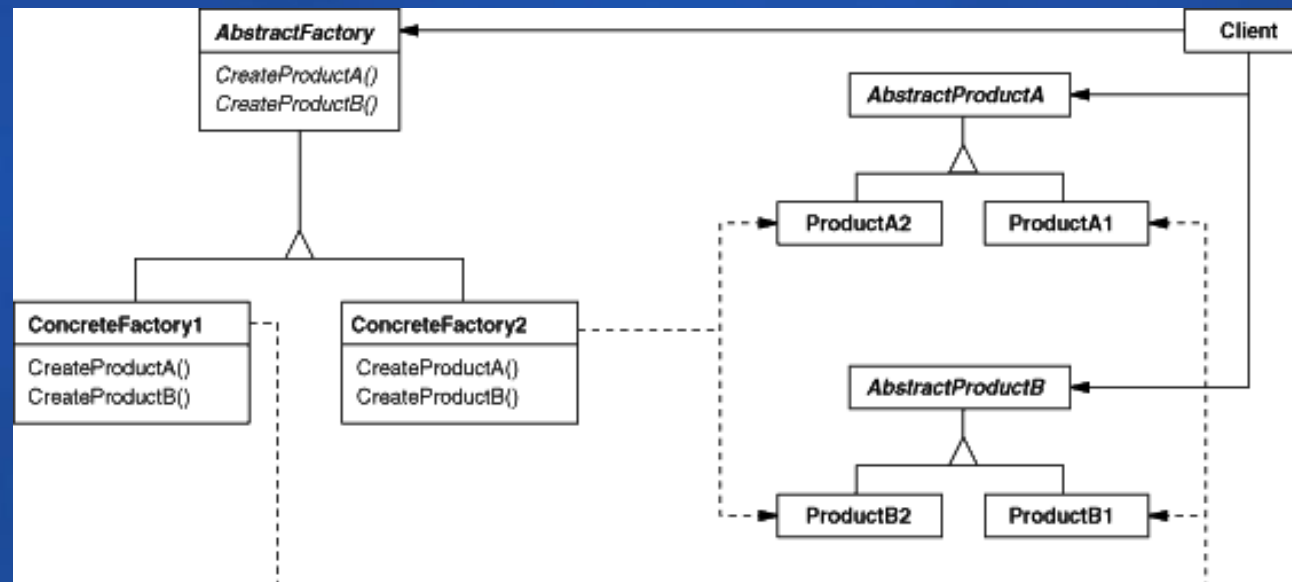 AbstractFactory
CreateProductA()
CreateProductB()
Client
AbstractProductA
ProductA2
ProductA1
ConcreteFactory1
CreateProductA()
CreateProductB()
ConcreteFactory2
CreateProductA()
CreateProductB()
AbstractProductB
ProductB2
ProductB1